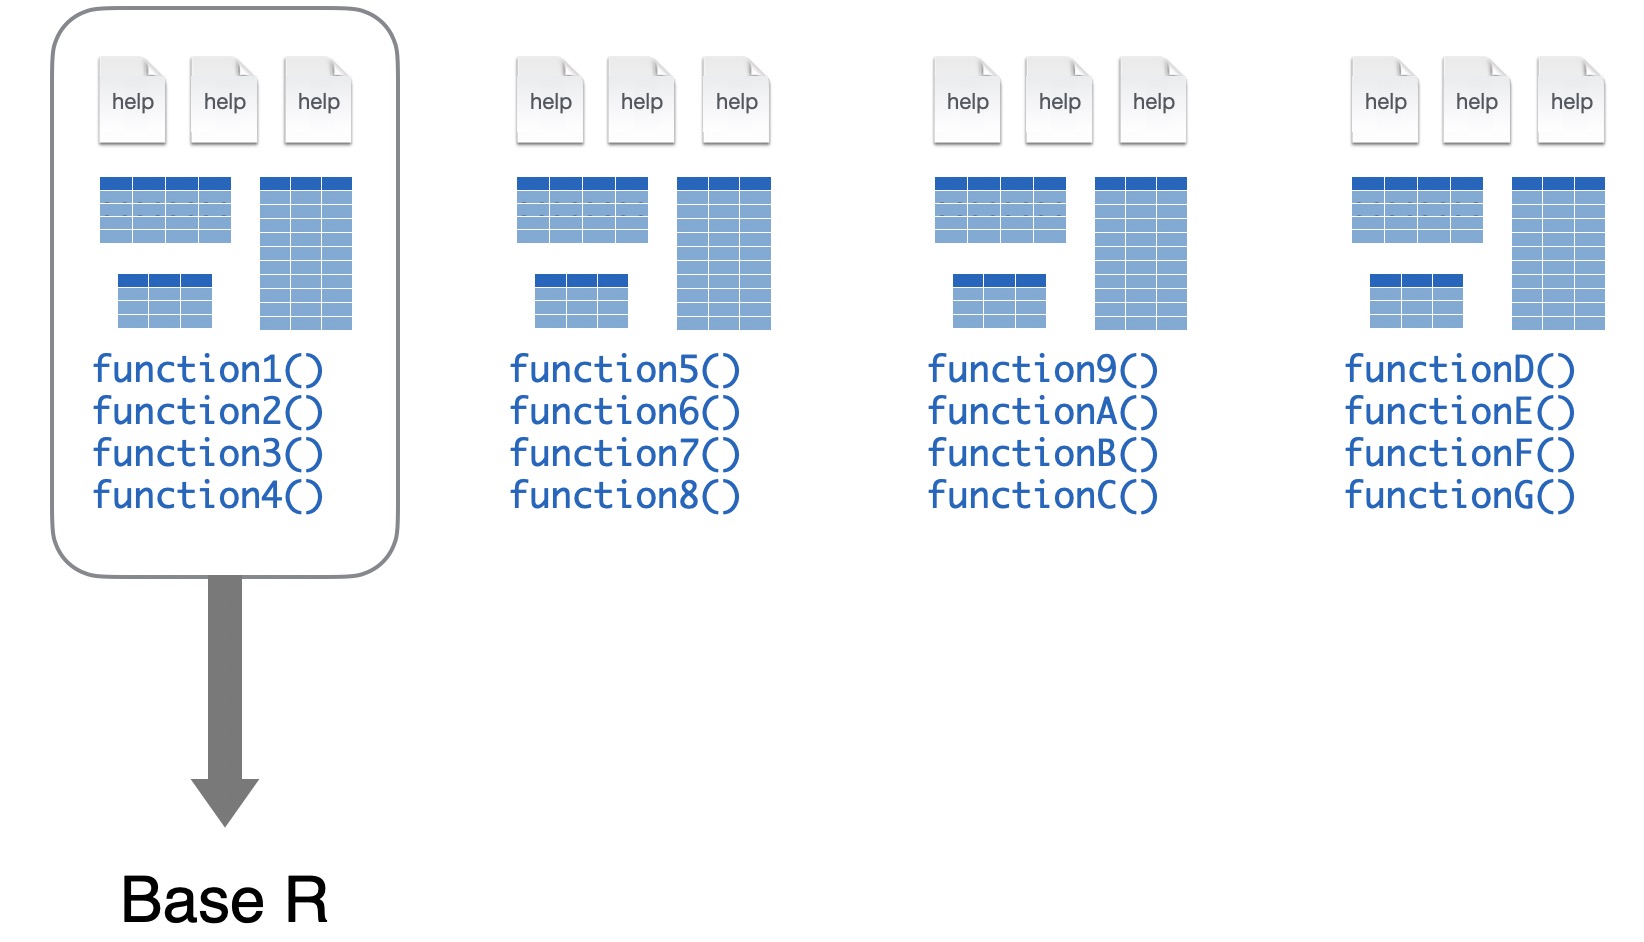 help help help help help help help help help help help help
function1() function5() function9() functionD()
function2() function6() functionA() functionE()
function3() function7() functionB() functionF()
function4() function8() functionC() functionG()
Base R